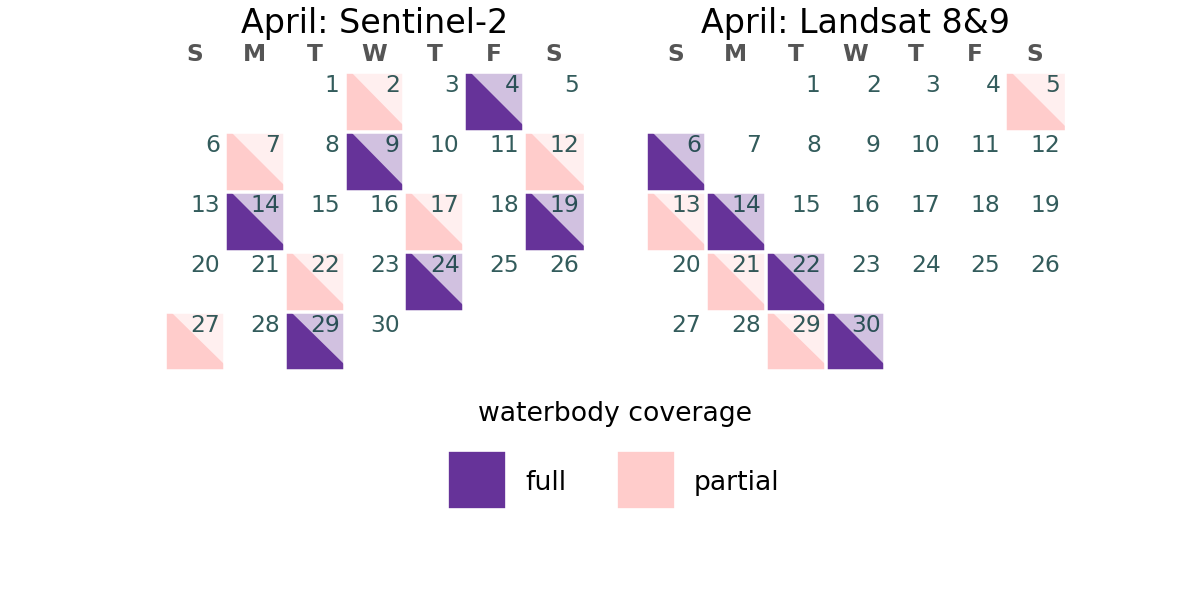 April: Sentinel-2
S M T W T F S
1 2 3 4 5
6 7 8 9 10 11 12
13 14 15 16 17 18 19
20 21 22 23 24 25 26
27 28 29 30
April: Landsat 8&9
S M T W T F S
1 2 3 4 5
6 7 8 9 10 11 12
13 14 15 16 17 18 19
20 21 22 23 24 25 26
27 28 29 30
waterbody coverage
full partial